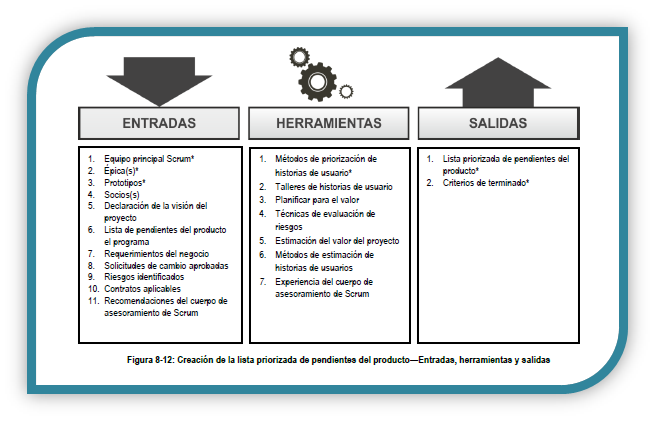 ENTRADAS
HERRAMIENTAS
SALIDAS
1. Equipo principal Scrum*
2. Épica(s)*
3. Prototipos*
4. Socios(s)
5. Declaración de la visión del
proyecto
6. Lista de pendientes del producto
el programa
7. Requerimientos del negocio
8. Solicitudes de cambio aprobadas
9. Riesgos identificados
10. Contratos aplicables
11. Recomendaciones del cuerpo de
asesoramiento de Scrum
1. Métodos de priorización de
historias de usuario*
2. Talleres de historias de usuario
3. Planificar para el valor
4. Técnicas de evaluación de
riesgos
5. Estimación del valor del proyecto
6. Métodos de estimación de
historias de usuarios
7. Experiencia del cuerpo de
asesoramiento de Scrum
1. Lista priorizada de pendientes del
producto*
2. Criterios de terminado*
Figura 8-12: Creación de la lista priorizada de pendientes del producto—Entradas, herramientas y salidas